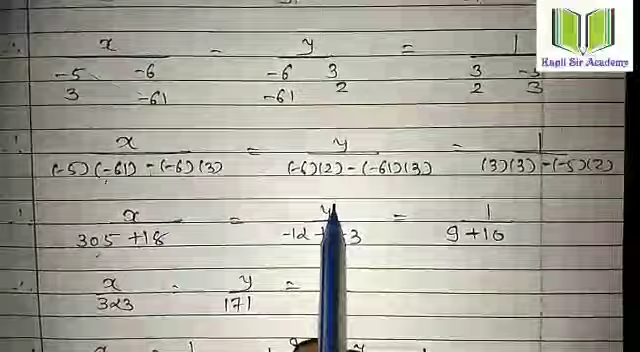 Kapil Sir Academy
∴ x = y = 1
-5 -6 -6 3 3 -5
3 -61 -61 2 2 3
∴ x = y = 1
(-5)(-61) - (-6)(3) (-6)(2) - (-61)(3) (3)(3) - (-5)(2)
∴ x = y = 1
305 + 18 -12 + 3 9 + 10
∴ x = y =
323 171